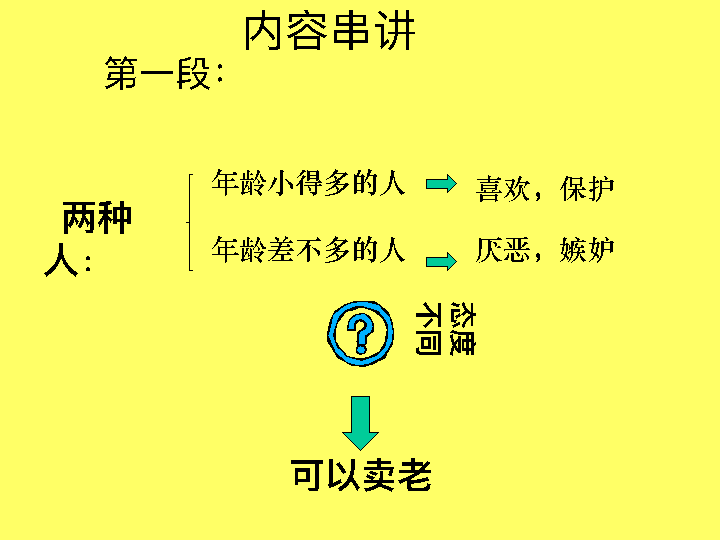 内容串讲
第一段：
年龄小得多的人
喜欢，保护
两种
人：
年龄差不多的人
厌恶，嫉妒
?
态度
不同
可以卖老